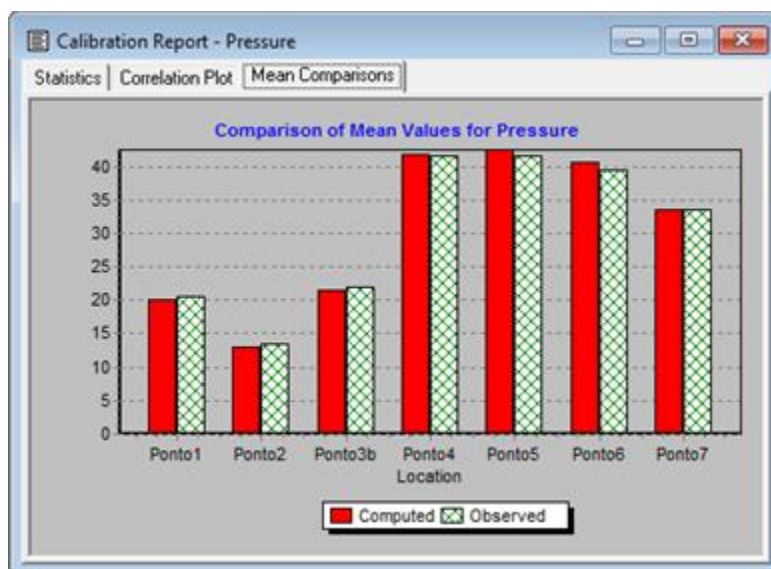 Calibration Report - Pressure
Statistics Correlation Plot Mean Comparisons
Comparison of Mean Values for Pressure
40
35
30
25
20
15
10
5
0
Ponto1 Ponto2 Ponto3b Ponto4 Ponto5 Ponto6 Ponto7
Location
Computed Observed